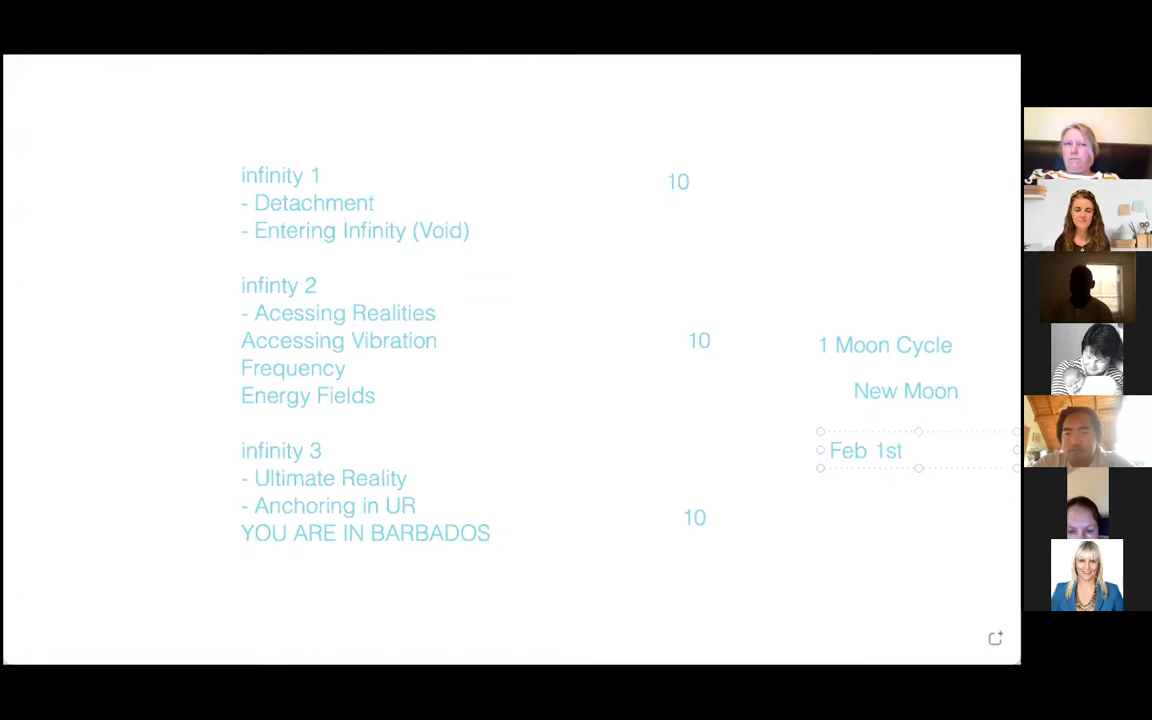 infinity 1
10
- Detachment
- Entering Infinity (Void)
infinty 2
- Acessing Realities
Accessing Vibration
10
1 Moon Cycle
Frequency
New Moon
Energy Fields
infinity 3
Feb 1st
- Ultimate Reality
- Anchoring in UR
10
YOU ARE IN BARBADOS